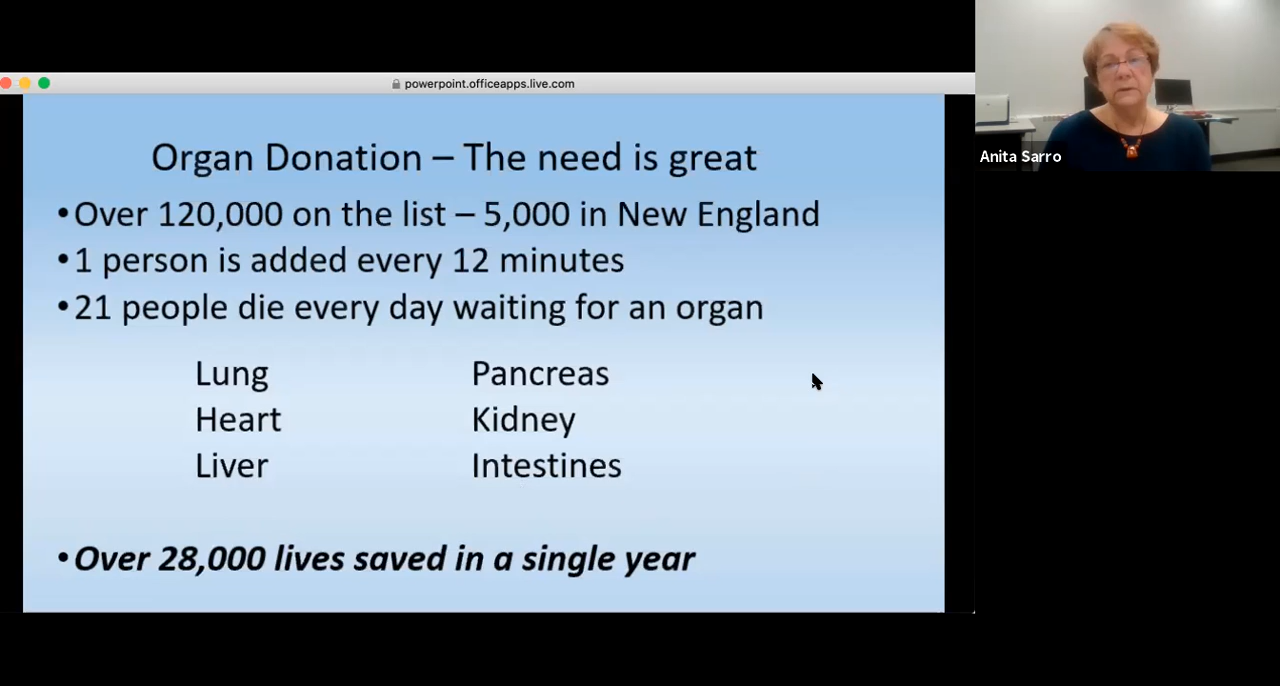 powerpoint.officeapps.live.com
Organ Donation – The need is great
•Over 120,000 on the list – 5,000 in New England
•1 person is added every 12 minutes
•21 people die every day waiting for an organ
Lung Pancreas
Heart Kidney
Liver Intestines
•Over 28,000 lives saved in a single year
Anita Sarro